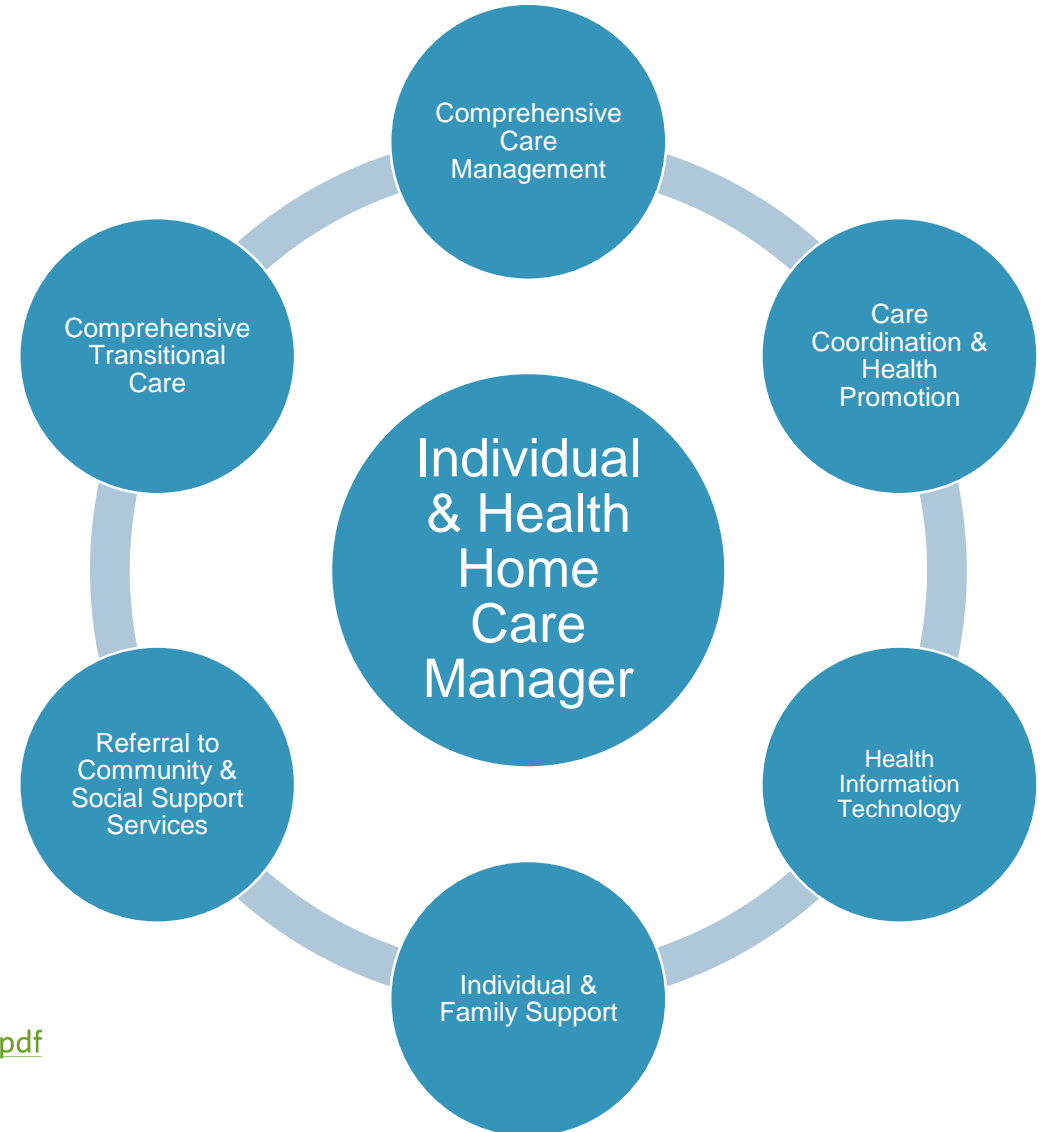 Comprehensive
Care
Management
Care
Coordination &
Health
Promotion
Health
Information
Technology
Individual &
Family Support
Referral to
Community &
Social Support
Services
Comprehensive
Transitional
Care
Individual
& Health
Home
Care
Manager
pdf